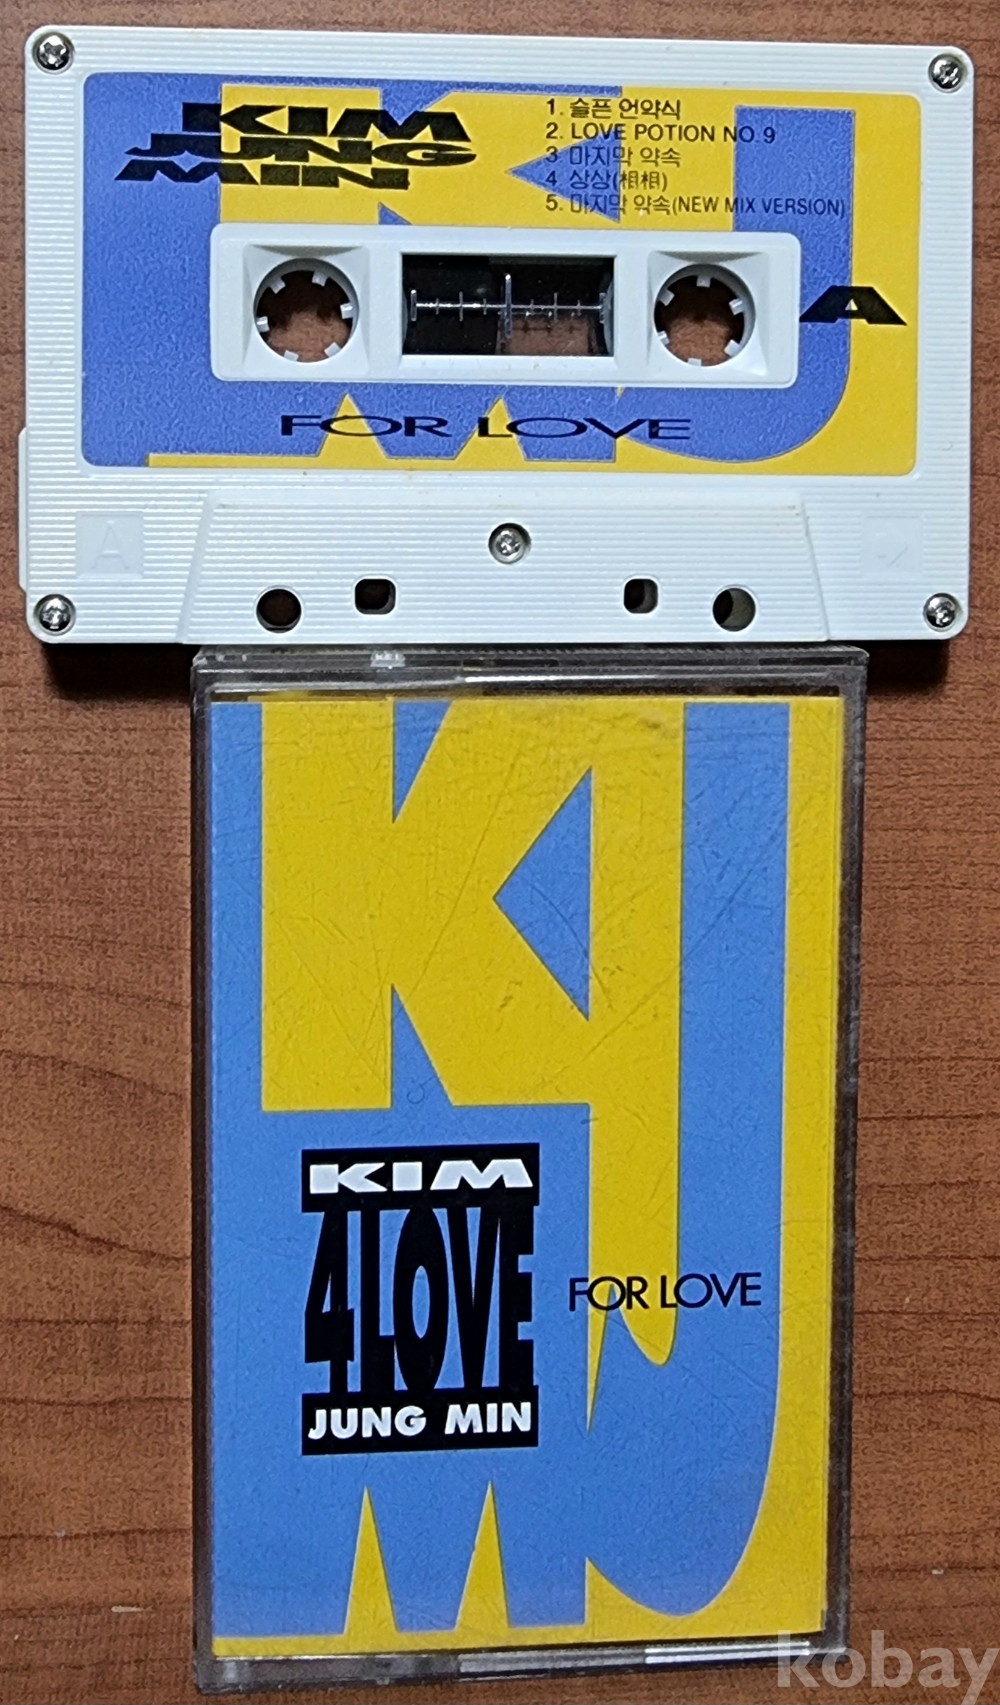 KIM
JUNG
MIN
1. 슬픈 언약식
2. LOVE POTION NO.9
3. 마지막 약속
4. 상상(相相)
5. 마지막 약속(NEW MIX VERSION)
A
FOR LOVE
A
KJ
KIM
4LOVE
JUNG MIN
FOR LOVE
M
kobay